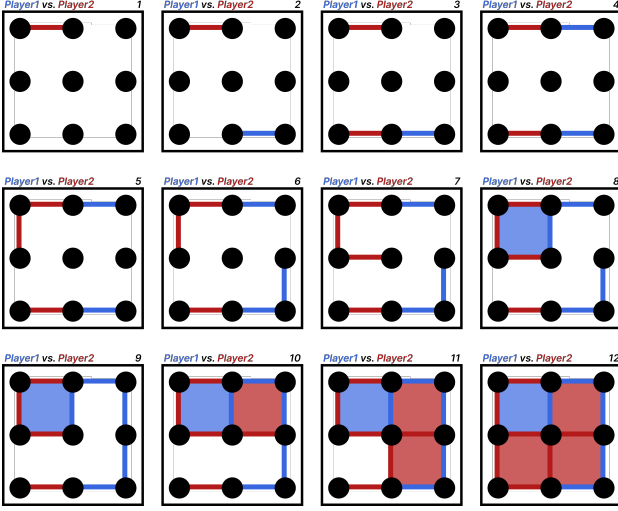 Player1 vs. Player2 1
Player1 vs. Player2 2
Player1 vs. Player2 3
Player1 vs. Player2 4
Player1 vs. Player2 5
Player1 vs. Player2 6
Player1 vs. Player2 7
Player1 vs. Player2 8
Player1 vs. Player2 9
Player1 vs. Player2 10
Player1 vs. Player2 11
Player1 vs. Player2 12